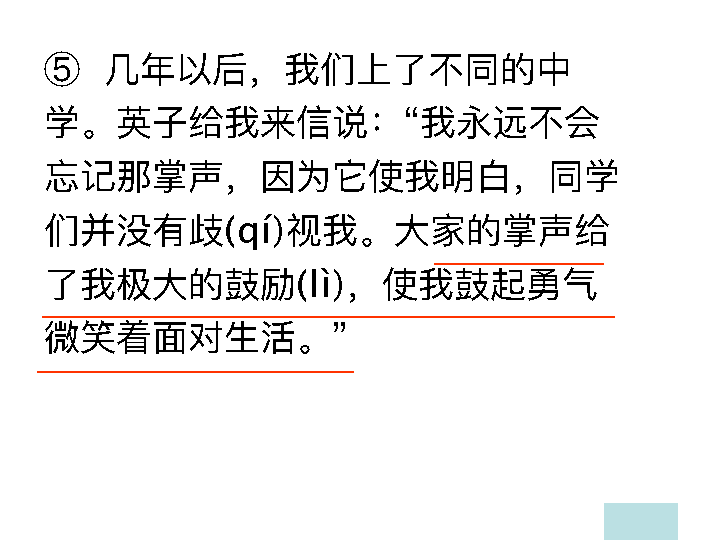 ⑤ 几年以后，我们上了不同的中
学。英子给我来信说：“我永远不会
忘记那掌声，因为它使我明白，同学
们并没有歧(qí)视我。大家的掌声给
了我极大的鼓励(lì)，使我鼓起勇气
微笑着面对生活。”